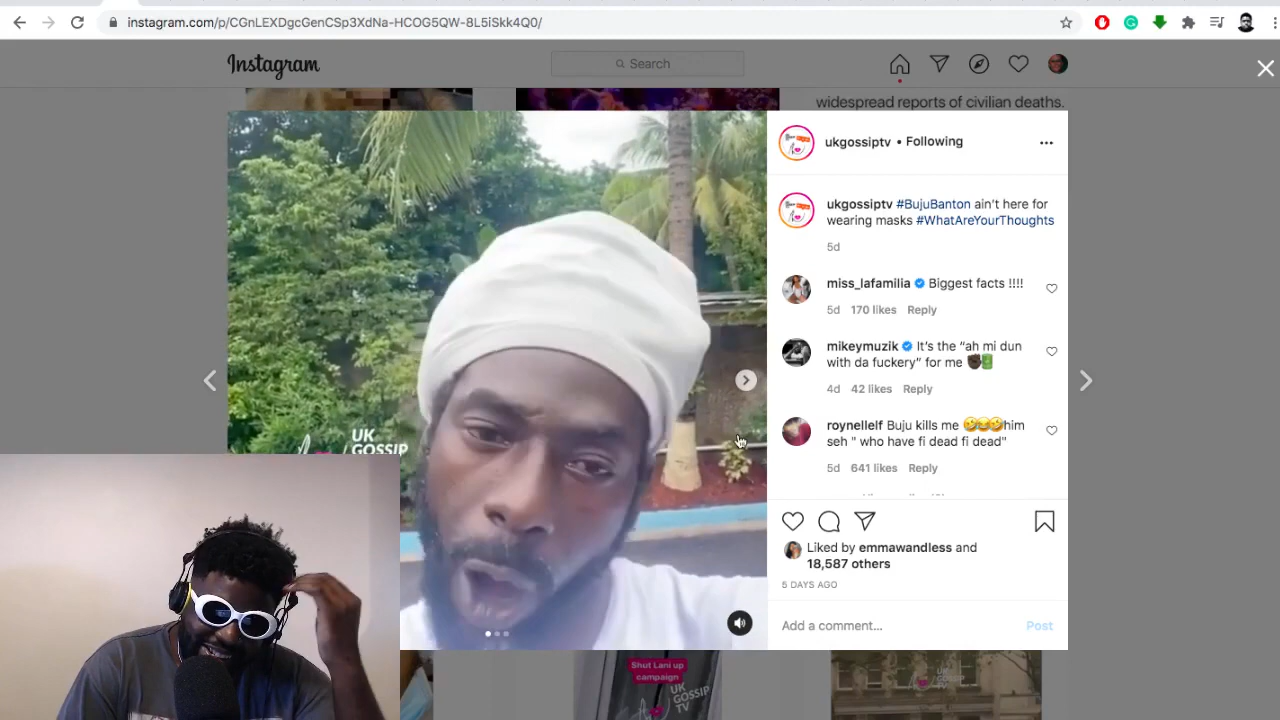 instagram.com/p/CGnLEXDgcGenCSp3XdNa-HCOG5QW-8L5iSkk4Q0/
Instagram
Search
widespread reports of civilian deaths.
ukgossiptv • Following
ukgossiptv #BujuBanton ain't here for
wearing masks #WhatAreYourThoughts
5d
miss_lafamilia Biggest facts !!!!
5d 170 likes Reply
mikeymuzik It's the “ah mi dun
with da fuckery” for me
4d 42 likes Reply
roynellelf Buju kills me 🤣😂🤣him
seh " who have fi dead fi dead"
5d 641 likes Reply
Liked by emmawandless and
18,587 others
5 DAYS AGO
Add a comment...
Post
UK
GOSSIP
Shut Lani up
campaign
UK
GOSSIP
TV